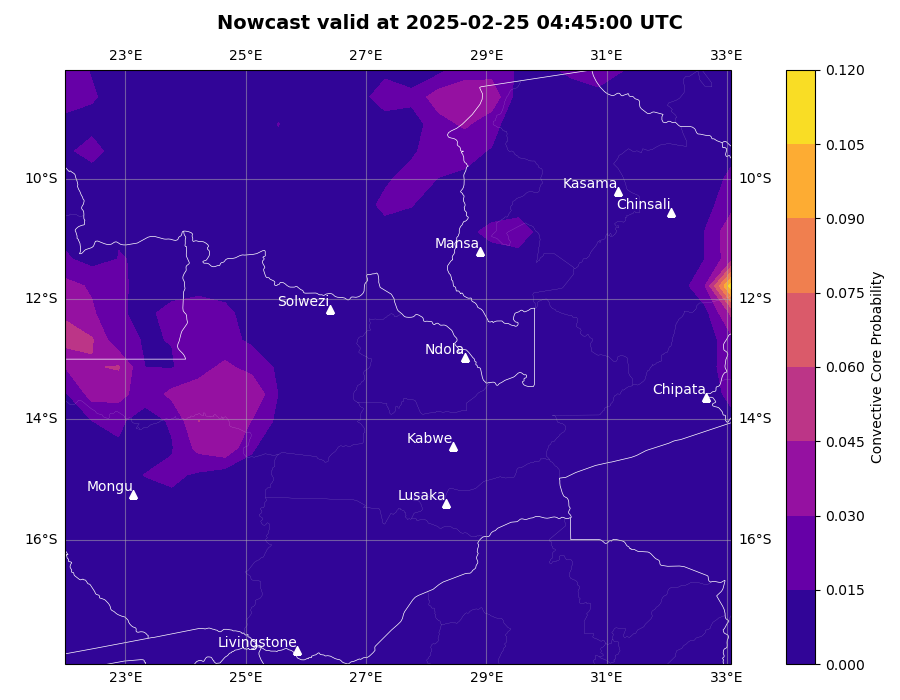 Nowcast valid at 2025-02-25 04:45:00 UTC
23°E 25°E 27°E 29°E 31°E 33°E
0.120
0.105
10°S 10°S
Kasama
Chinsali
0.090
Mansa
12°S 12°S
Solwezi
0.075
Ndola
0.060
Chipata
14°S 14°S
Kabwe
0.045
Mongu
Lusaka
0.030
16°S 16°S
0.015
Livingstone
0.000
23°E 25°E 27°E 29°E 31°E 33°E
Convective Core Probability